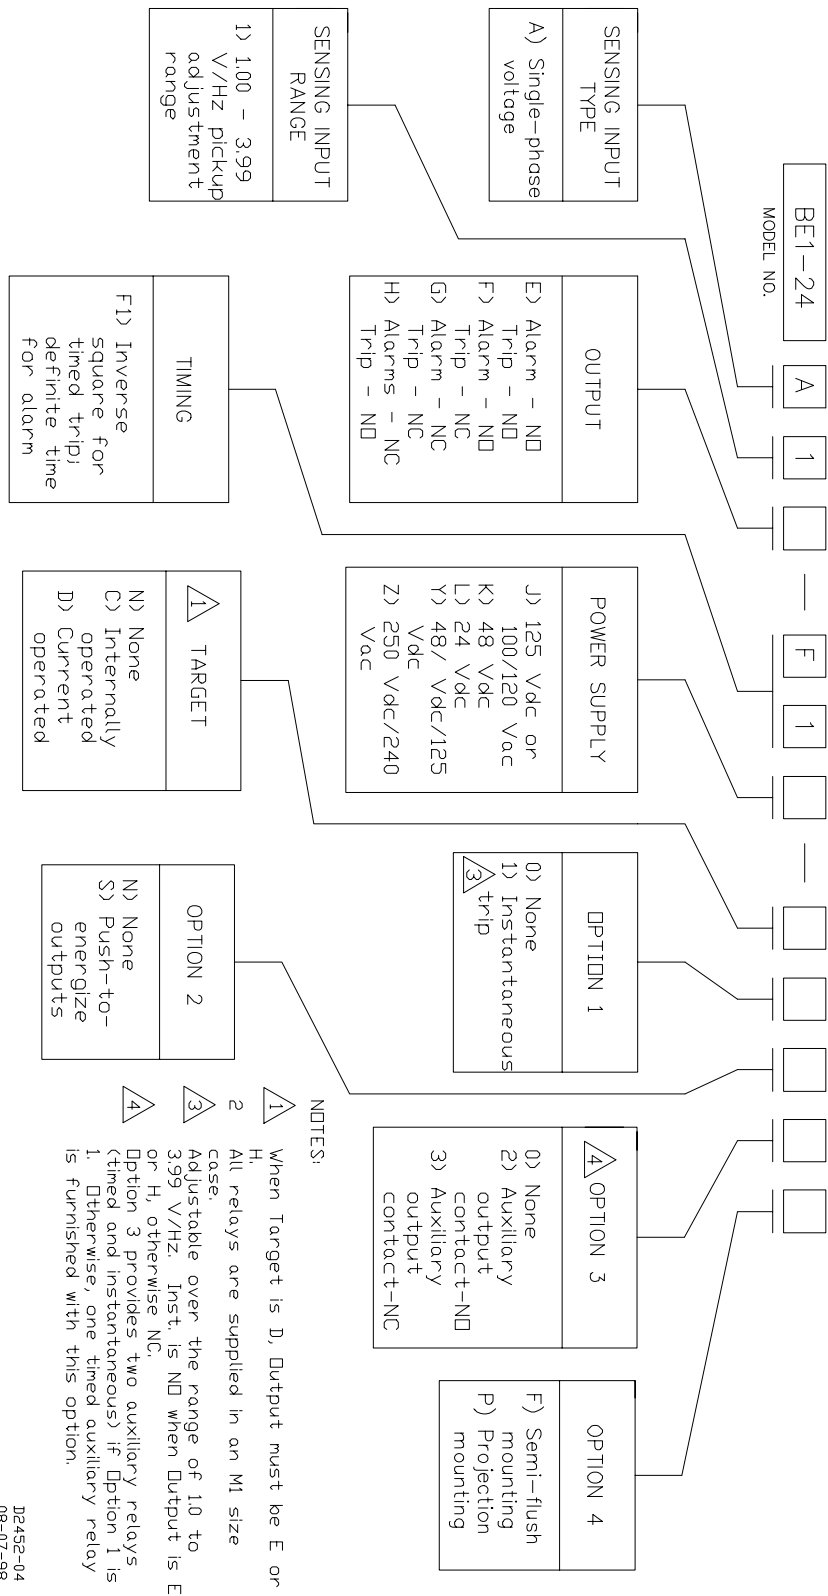 BE1-24
MODEL NO.
A
1
—
F
1
—
SENSING INPUT
TYPE
A) Single-phase
voltage
SENSING INPUT
RANGE
1) 1.00 - 3.99
V/Hz pickup
adjustment
range
OUTPUT
E) Alarm - NO
Trip - NO
F) Alarm - NO
Trip - NC
G) Alarm - NC
Trip - NC
H) Alarms - NC
Trip - NO
TIMING
F1) Inverse
square for
timed trip;
definite time
for alarm
POWER SUPPLY
J) 125 Vdc or
100/120 Vac
K) 48 Vdc
L) 24 Vdc
Y) 48/ Vdc/125
Vdc
Z) 250 Vdc/240
Vac
1 TARGET
N) None
C) Internally
operated
D) Current
operated
OPTION 1
0) None
1) Instantaneous
3 trip
OPTION 2
N) None
S) Push-to-
energize
outputs
4 OPTION 3
0) None
2) Auxiliary
output
contact-NO
3) Auxiliary
output
contact-NC
OPTION 4
F) Semi-flush
mounting
P) Projection
mounting
NOTES:
1 When Target is D, Output must be E or
H.
2 All relays are supplied in an M1 size
case.
3 Adjustable over the range of 1.0 to
3.99 V/Hz. Inst. is NO when Output is E
or H, otherwise NC.
4 Option 3 provides two auxiliary relays
(timed and instantaneous) if Option 1 is
1. Otherwise, one timed auxiliary relay
is furnished with this option.
D2452-04
08-07-98